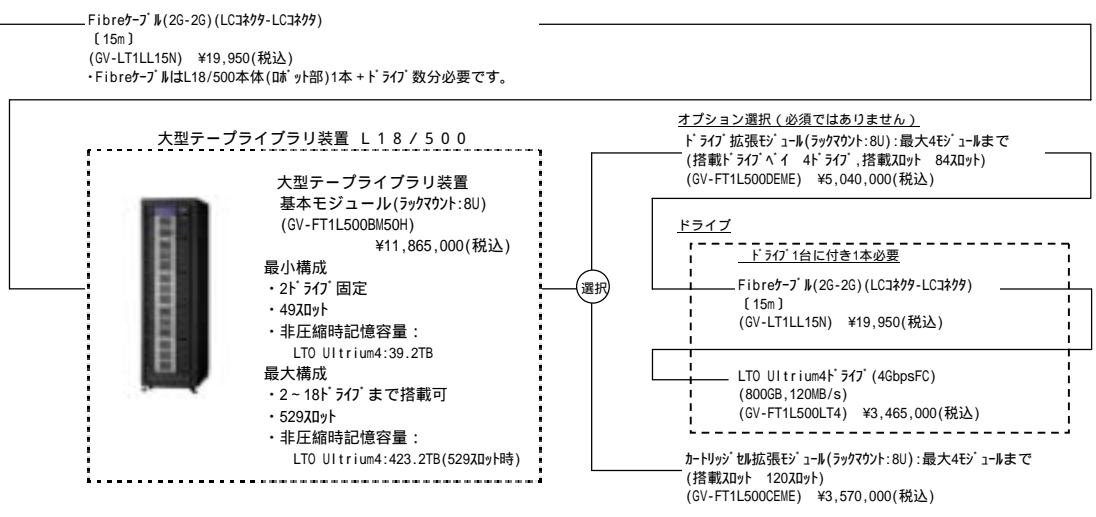 Fibreｹｰﾌﾞﾙ(2G-2G)(LCｺﾈｸﾀ-LCｺﾈｸﾀ)
〔15m〕
(GV-LT1LL15N) ¥19,950(税込)
・FibreｹｰﾌﾞﾙはL18/500本体(ﾛﾎﾞｯﾄ部)1本＋ﾄﾞﾗｲﾌﾞ数分必要です。
大型テープライブラリ装置 Ｌ１８／５００
大型テープライブラリ装置
基本モジュール(ﾗｯｸﾏｳﾝﾄ:8U)
(GV-FT1L500BM50H)
¥11,865,000(税込)
最小構成
・2ﾄﾞﾗｲﾌﾞ固定
・49ｽﾛｯﾄ
・非圧縮時記憶容量：
LTO Ultrium4:39.2TB
最大構成
・2～18ﾄﾞﾗｲﾌﾞまで搭載可
・529ｽﾛｯﾄ
・非圧縮時記憶容量：
LTO Ultrium4:423.2TB(529ｽﾛｯﾄ時)
選択
オプション選択（必須ではありません）
ﾄﾞﾗｲﾌﾞ拡張ﾓｼﾞｭｰﾙ(ﾗｯｸﾏｳﾝﾄ:8U):最大4ﾓｼﾞｭｰﾙまで
(搭載ﾄﾞﾗｲﾌﾞﾍﾞｲ 4ﾄﾞﾗｲﾌﾞ,搭載ｽﾛｯﾄ 84ｽﾛｯﾄ)
(GV-FT1L500DEME) ¥5,040,000(税込)
ドライブ
ﾄﾞﾗｲﾌﾞ1台に付き1本必要
Fibreｹｰﾌﾞﾙ(2G-2G)(LCｺﾈｸﾀ-LCｺﾈｸﾀ)
〔15m〕
(GV-LT1LL15N) ¥19,950(税込)
LTO Ultrium4ﾄﾞﾗｲﾌﾞ(4GbpsFC)
(800GB,120MB/s)
(GV-FT1L500LT4) ¥3,465,000(税込)
ｶｰﾄﾘｯｼﾞｾﾙ拡張ﾓｼﾞｭｰﾙ(ﾗｯｸﾏｳﾝﾄ:8U):最大4ﾓｼﾞｭｰﾙまで
(搭載ｽﾛｯﾄ 120ｽﾛｯﾄ)
(GV-FT1L500CEME) ¥3,570,000(税込)